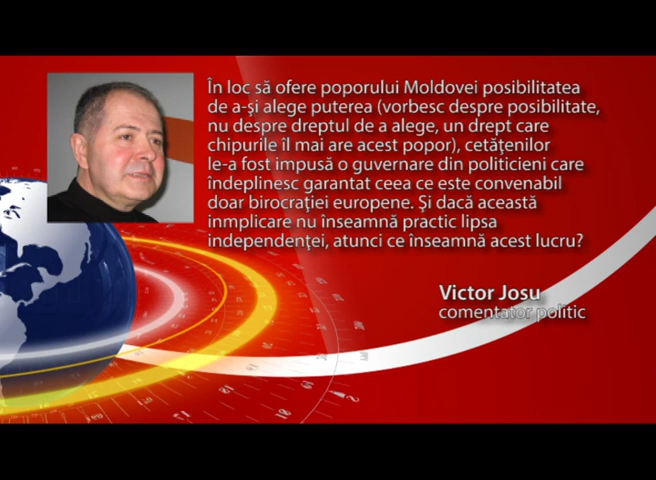 În loc să ofere poporului Moldovei posibilitatea
de a-şi alege puterea (vorbesc despre posibilitate,
nu despre dreptul de a alege, un drept care
chipurile îl mai are acest popor), cetăţenilor
le-a fost impusă o guvernare din politicieni care
îndeplinesc garantat ceea ce este convenabil
doar birocraţiei europene. Şi dacă această
inmplicare nu înseamnă practic lipsa
independenţei, atunci ce înseamnă acest lucru?
Victor Josu
comentator politic